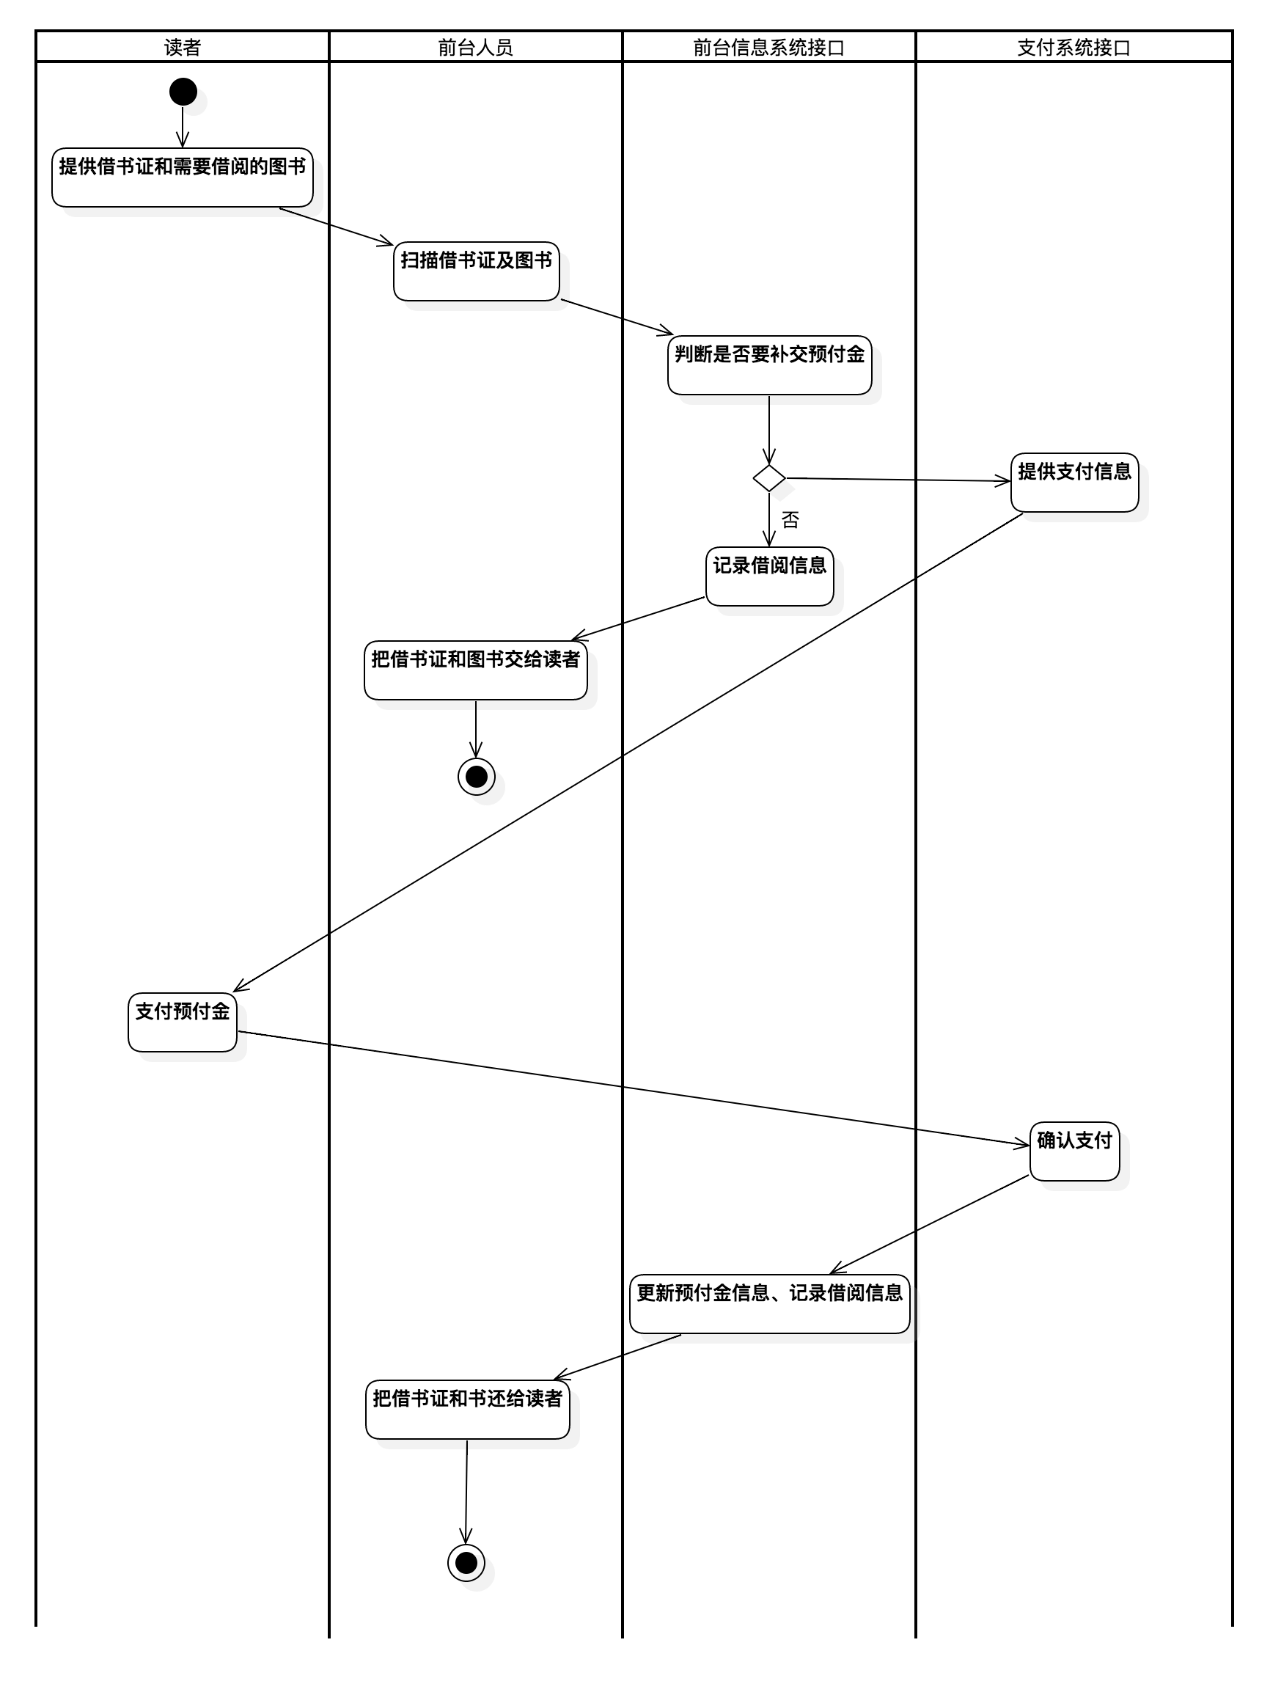 读者
前台人员
前台信息系统接口
支付系统接口
提供借书证和需要借阅的图书
扫描借书证及图书
判断是否要补交预付金
提供支付信息
否
记录借阅信息
把借书证和图书交给读者
支付预付金
确认支付
更新预付金信息、记录借阅信息
把借书证和书还给读者